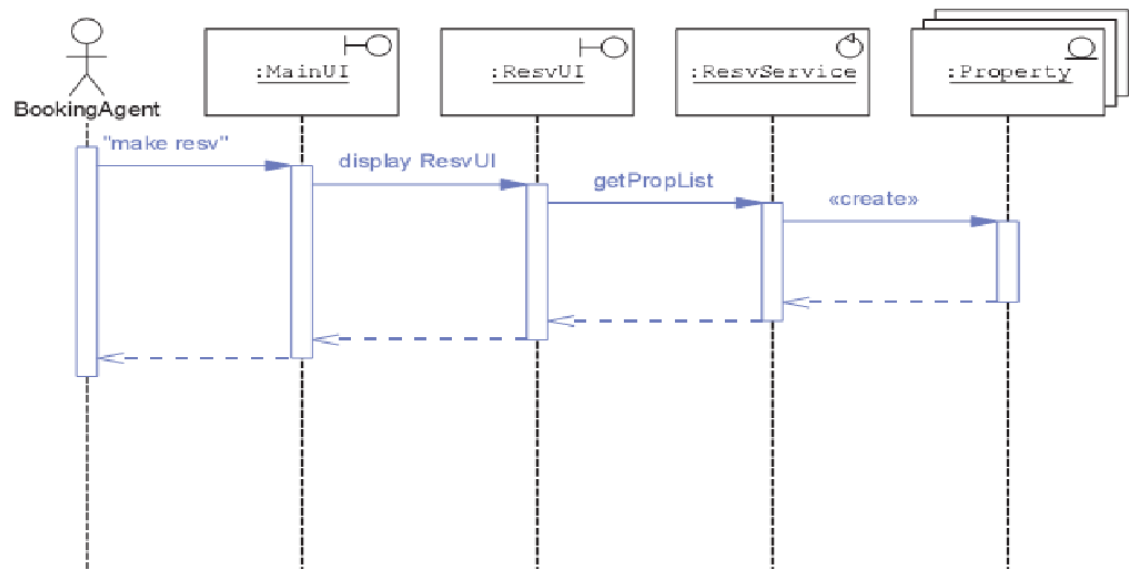 :MainUI
:ResvUI
:ResvService
:Property
BookingAgent
"make resv"
display ResvUI
getPropList
«create»